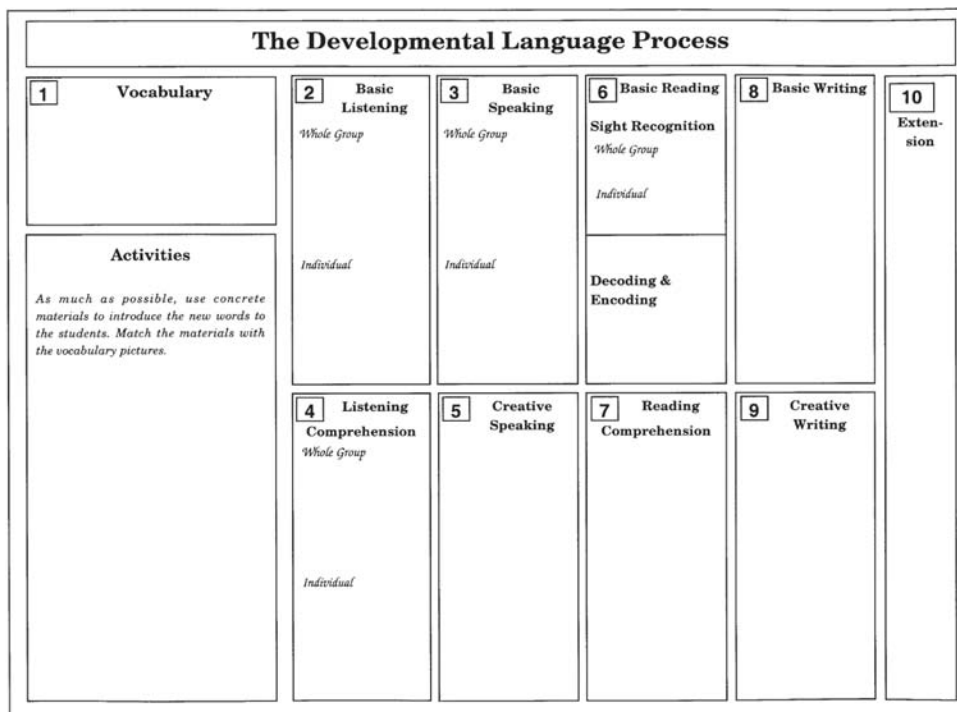 The Developmental Language Process
1 Vocabulary
Activities
As much as possible, use concrete
materials to introduce the new words to
the students. Match the materials with
the vocabulary pictures.
2 Basic
Listening
Whole Group
Individual
3 Basic
Speaking
Whole Group
Individual
4 Listening
Comprehension
Whole Group
Individual
5 Creative
Speaking
6 Basic Reading
Sight Recognition
Whole Group
Individual
Decoding &
Encoding
7 Reading
Comprehension
8 Basic Writing
9 Creative
Writing
10
Exten-
sion